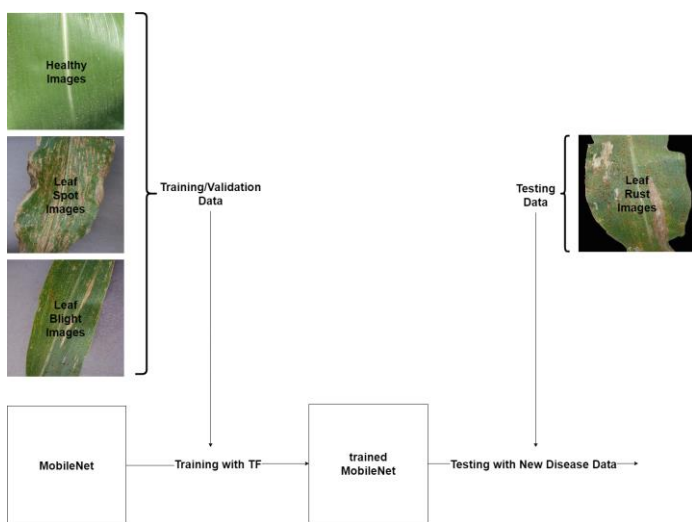 Healthy
Images
Leaf
Spot
Images
Leaf
Blight
Images
Training/Validation
Data
Testing
Data
Leaf
Rust
Images
MobileNet
Training with TF
trained
MobileNet
Testing with New Disease Data